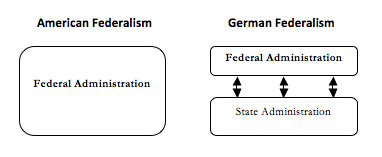 American Federalism
Federal Administration
German Federalism
Federal Administration
State Administration